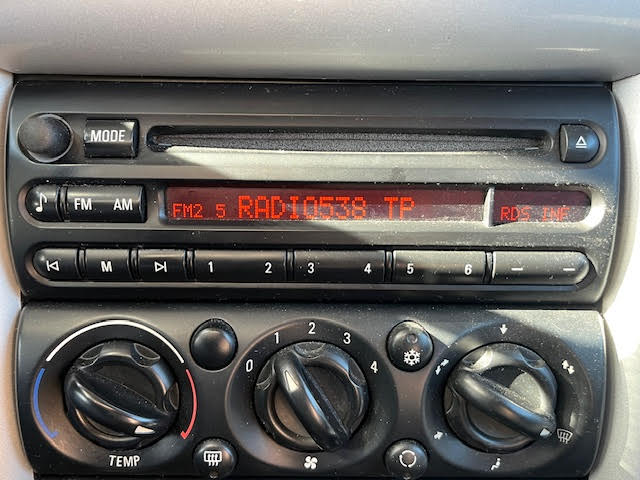 MODE
FM AM
FM2 5 RADIO538 TP
RDS INF
M 1 2 3 4 5 6
0 1 2 3 4
TEMP